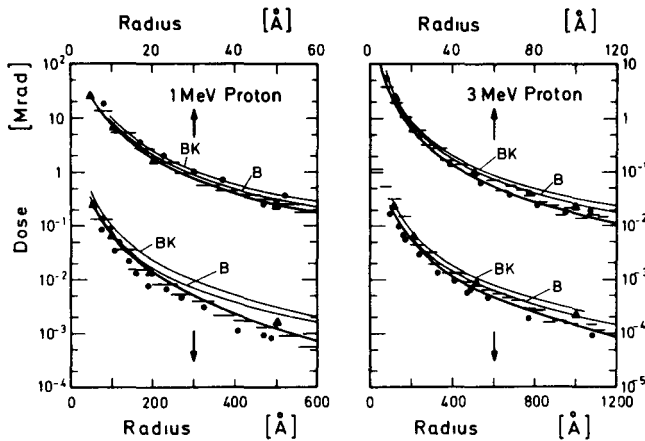 Radius [Å]
0 20 40 60
Radius [Å]
0 40 60 80 100 120
[Mrad]
Dose
10²
10
1
10⁻¹
10⁻²
10⁻³
10⁻⁴
1 MeV Proton
BK
B
BK
B
3 MeV Proton
BK
B
BK
B
10
1
10⁻¹
10⁻²
10⁻³
10⁻⁴
10⁻⁵
0 200 400 600
Radius [Å]
0 400 800 1200
Radius [Å]